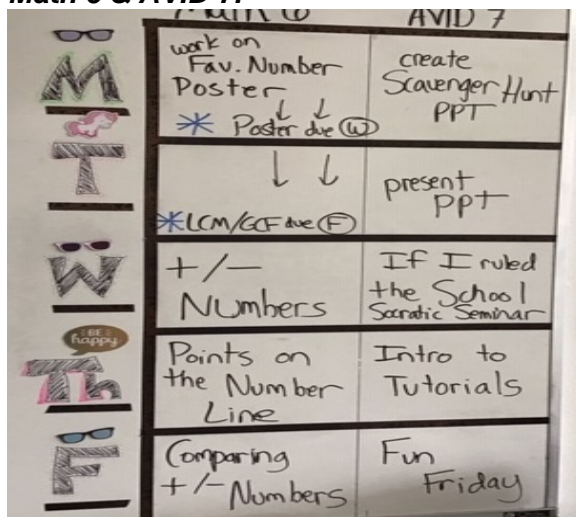 Math 6 & AVID 7!
Math 6
AVID 7
M
work on
Fav. Number
Poster
↓ ↓
* Poster due W
create
Scavenger Hunt
PPT
T
↓ ↓
* LCM/GCF due F
present
PPT
W
+/-
Numbers
If I ruled
the School
Socratic Seminar
BE
happy
Th
Points on
the Number
Line
Intro to
Tutorials
F
Comparing
+/- Numbers
Fun
Friday